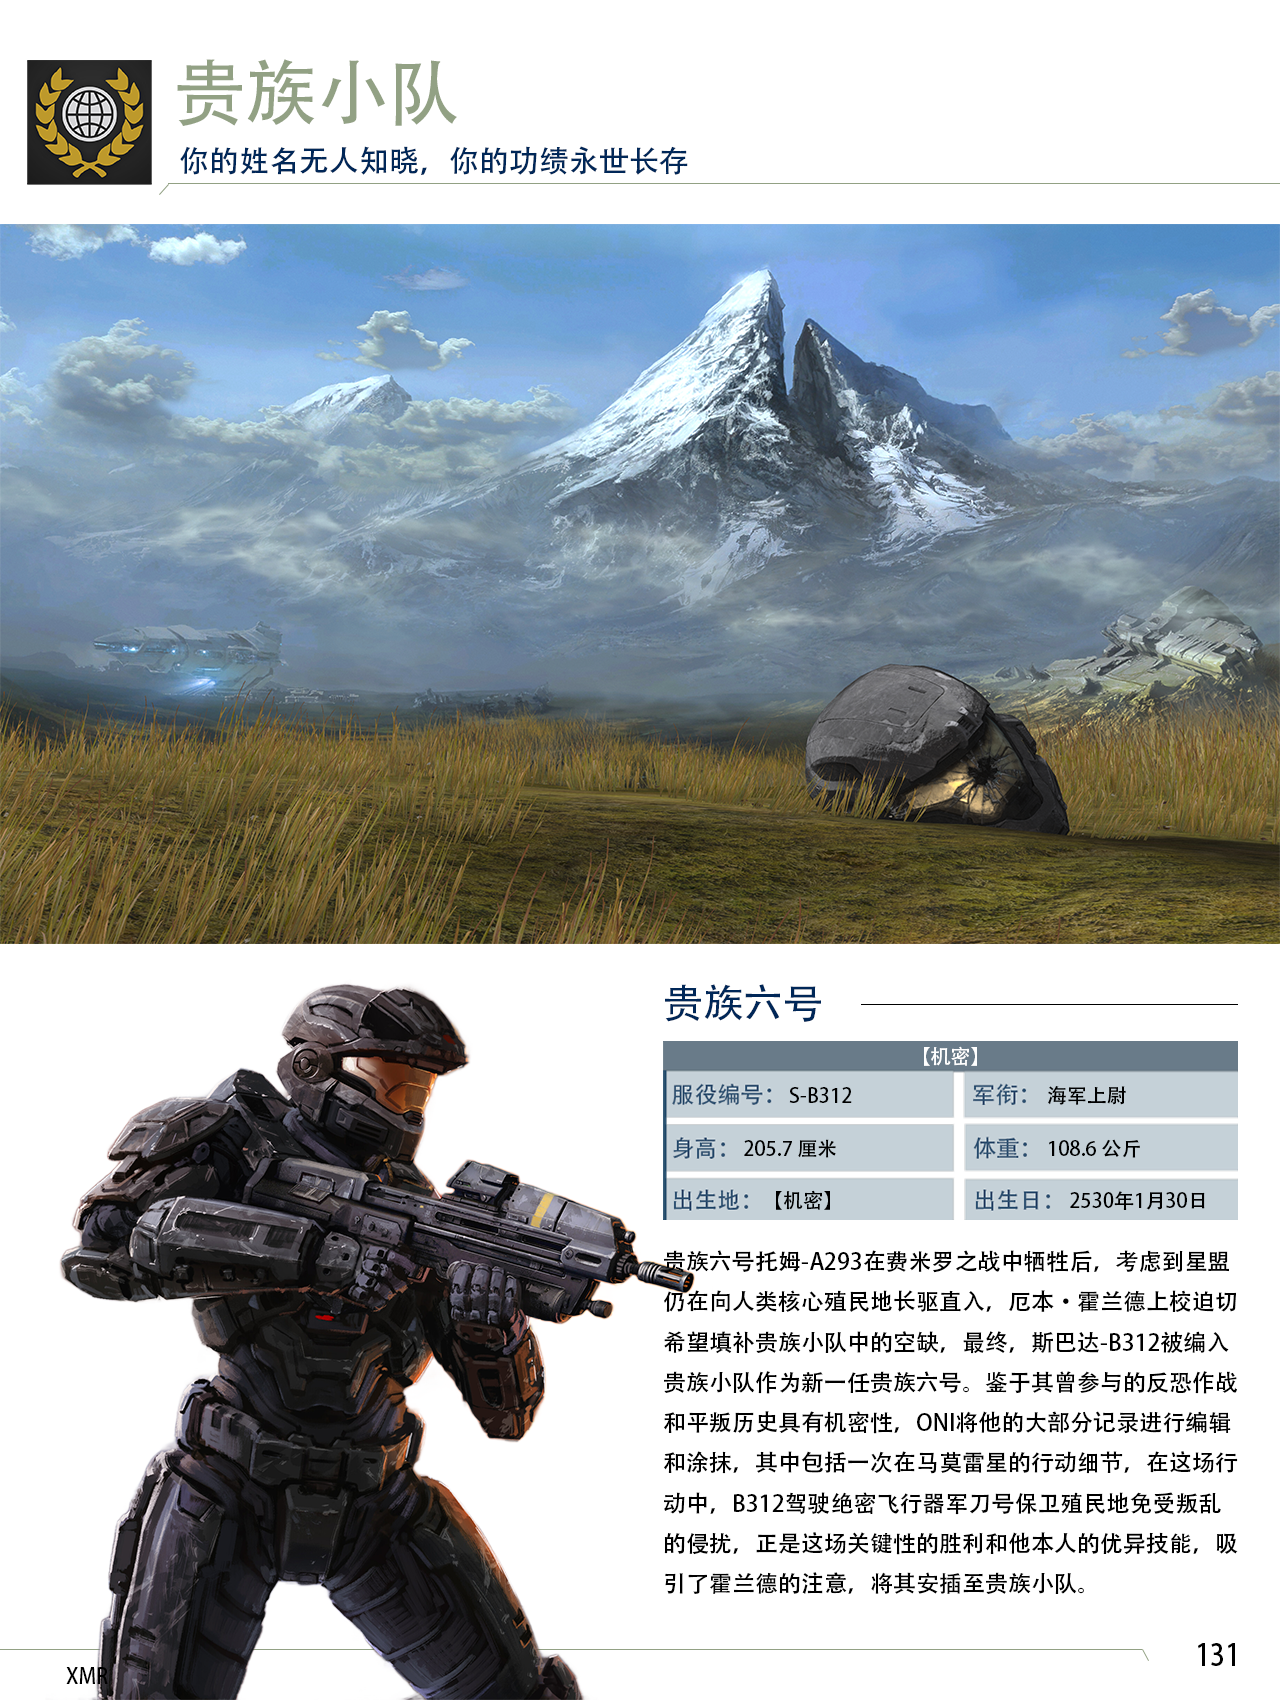 贵族小队
你的姓名无人知晓，你的功绩永世长存
贵族六号
【机密】
服役编号： S-B312
军衔： 海军上尉
身高： 205.7 厘米
体重： 108.6 公斤
出生地： 【机密】
出生日： 2530年1月30日
贵族六号托姆-A293在费米罗之战中牺牲后，考虑到星盟
仍在向人类核心殖民地长驱直入，厄本·霍兰德上校迫切
希望填补贵族小队中的空缺，最终，斯巴达-B312被编入
贵族小队作为新一任贵族六号。鉴于其曾参与的反恐作战
和平叛历史具有机密性，ONI将他的大部分记录进行编辑
和涂抹，其中包括一次在马莫雷星的行动细节，在这场行
动中，B312驾驶绝密飞行器军刀号保卫殖民地免受叛乱
的侵扰，正是这场关键性的胜利和他本人的优异技能，吸
引了霍兰德的注意，将其安插至贵族小队。
XMR
131